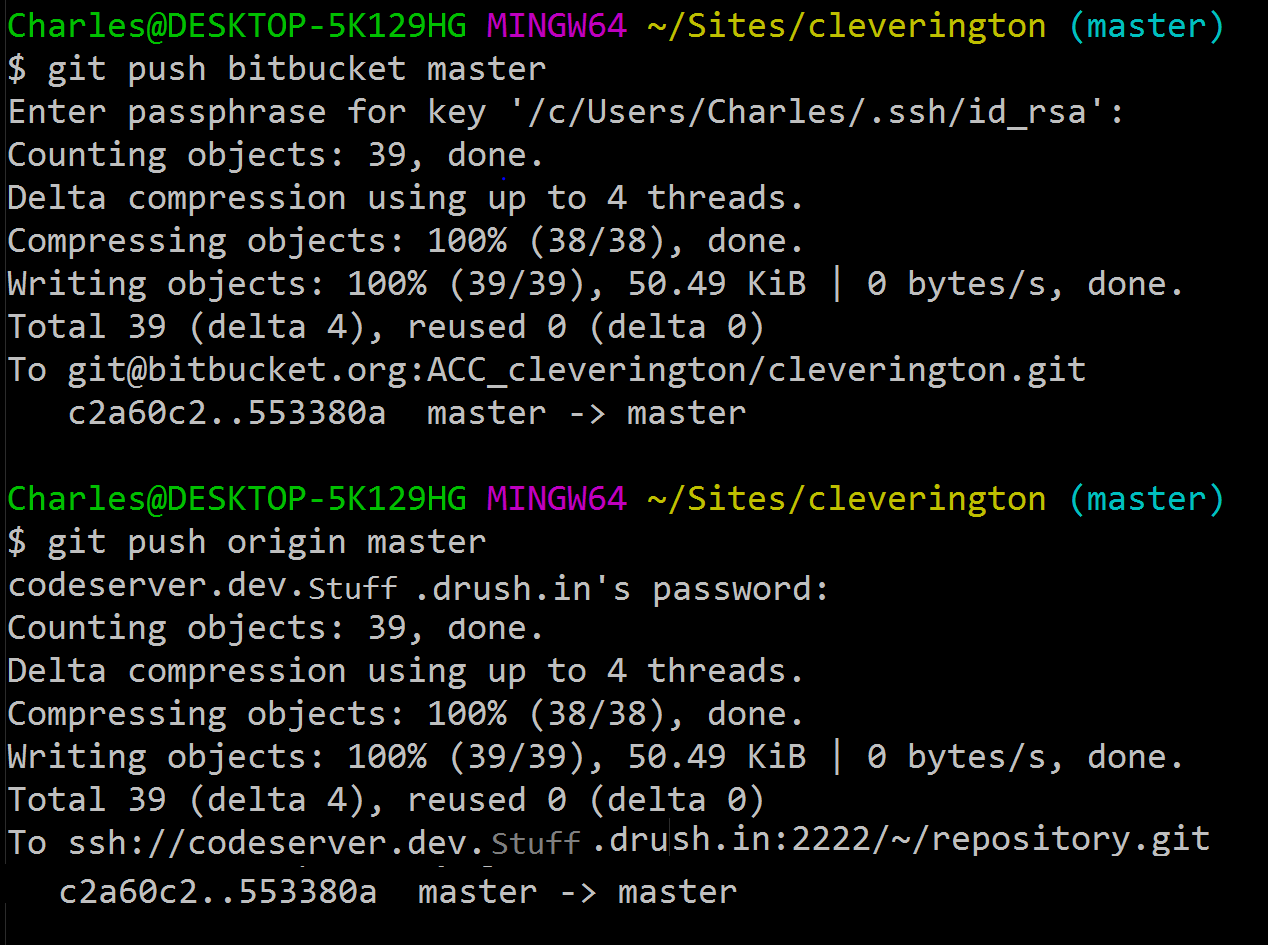 Charles@DESKTOP-5K129HG MINGW64 ~/Sites/cleverington (master)
$ git push bitbucket master
Enter passphrase for key '/c/Users/Charles/.ssh/id_rsa':
Counting objects: 39, done.
Delta compression using up to 4 threads.
Compressing objects: 100% (38/38), done.
Writing objects: 100% (39/39), 50.49 KiB | 0 bytes/s, done.
Total 39 (delta 4), reused 0 (delta 0)
To git@bitbucket.org:ACC_cleverington/cleverington.git
   c2a60c2..553380a  master -> master
Charles@DESKTOP-5K129HG MINGW64 ~/Sites/cleverington (master)
$ git push origin master
codeserver.dev.Stuff .drush.in's password:
Counting objects: 39, done.
Delta compression using up to 4 threads.
Compressing objects: 100% (38/38), done.
Writing objects: 100% (39/39), 50.49 KiB | 0 bytes/s, done.
Total 39 (delta 4), reused 0 (delta 0)
To ssh://codeserver.dev.Stuff .drush.in:2222/~/repository.git
   c2a60c2..553380a  master -> master